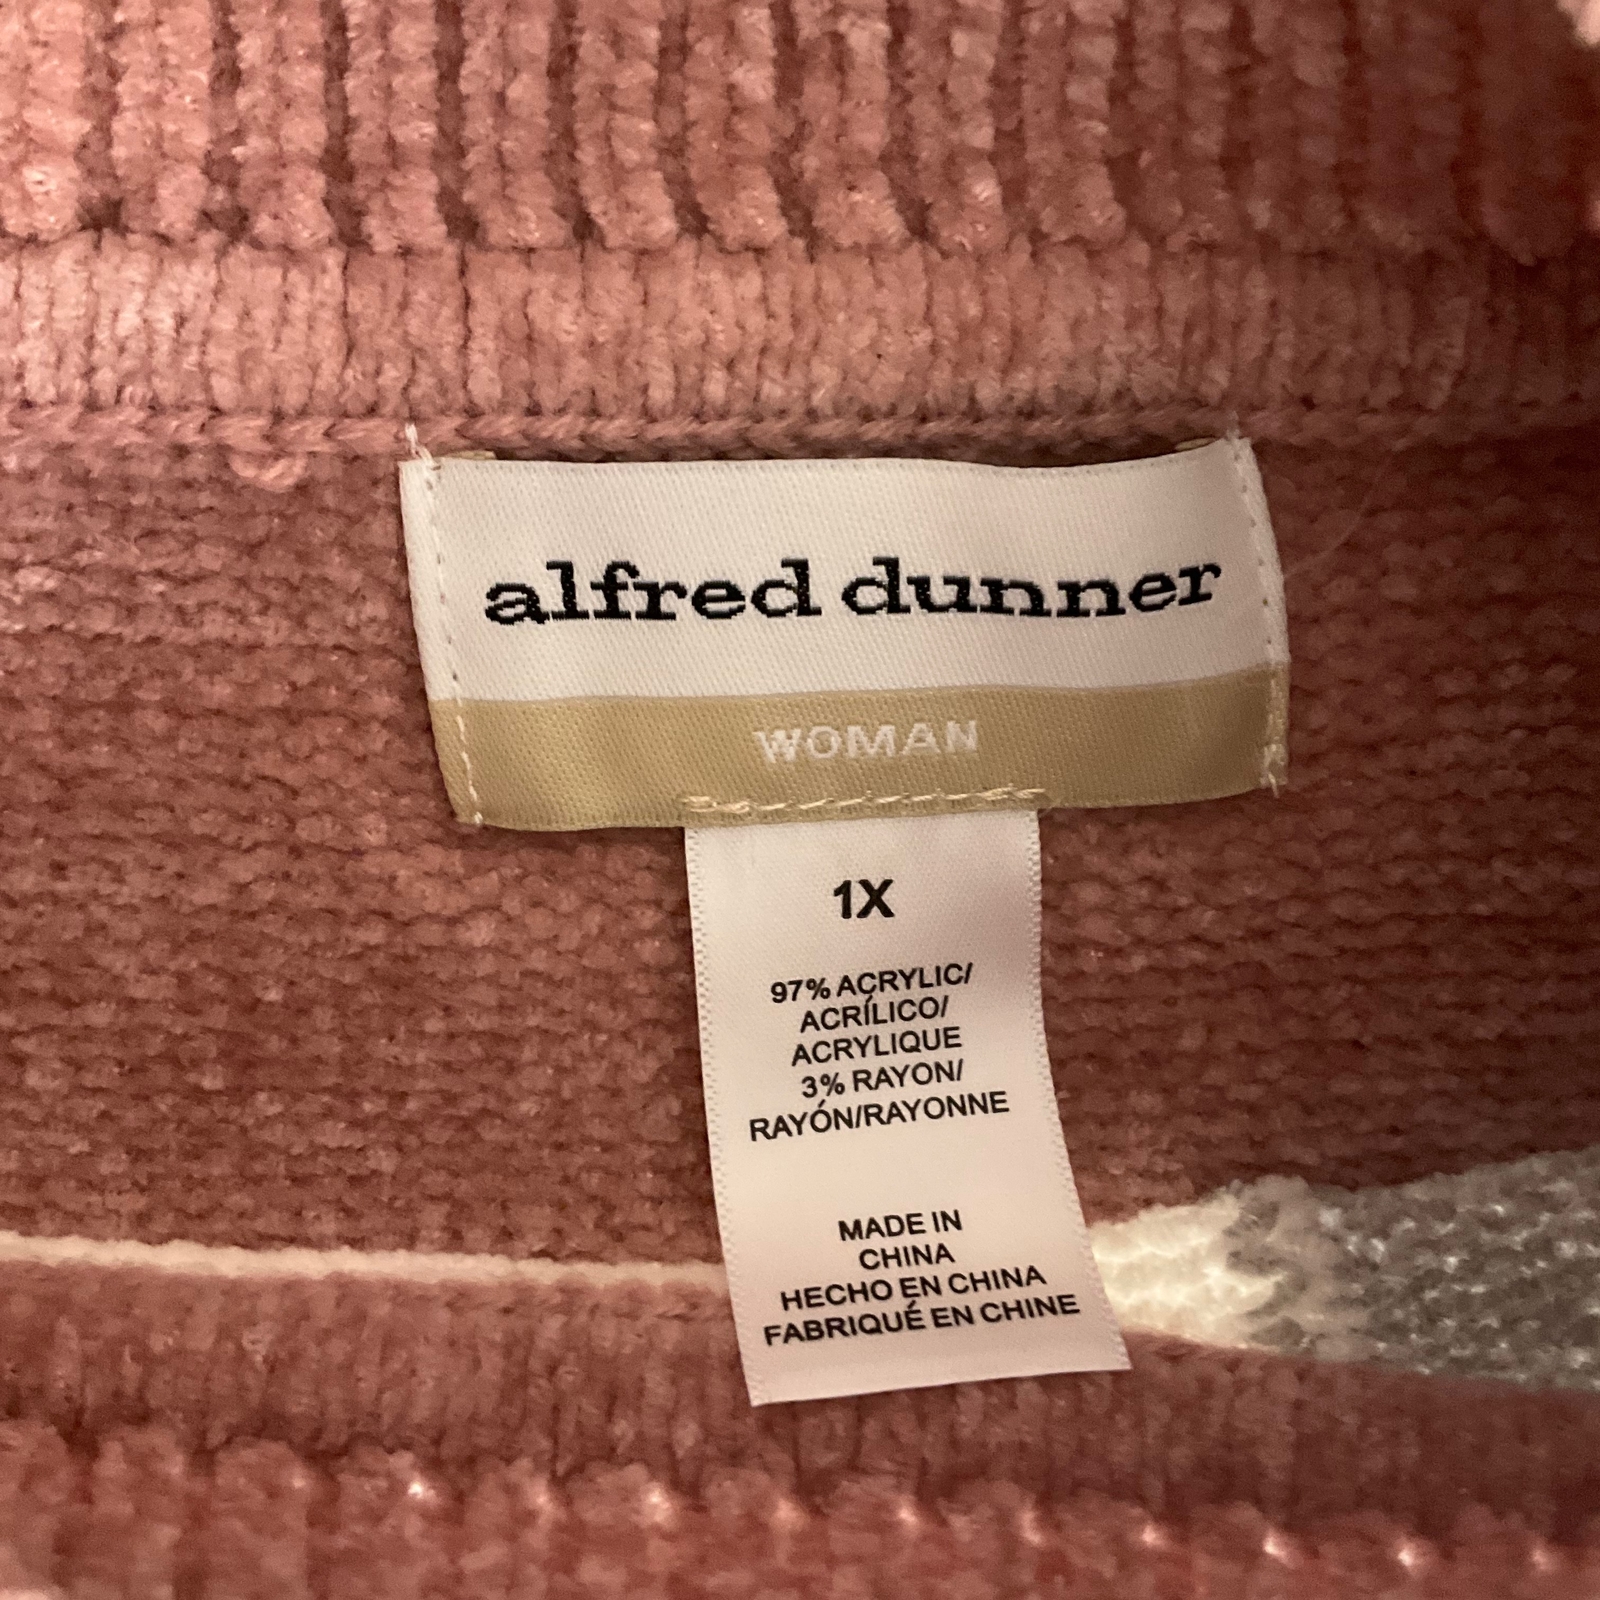 alfred dunner
WOMAN
1X
97% ACRYLIC/
ACRÍLICO/
ACRYLIQUE
3% RAYON/
RAYÓN/RAYONNE
MADE IN
CHINA
HECHO EN CHINA
FABRIQUÉ EN CHINE